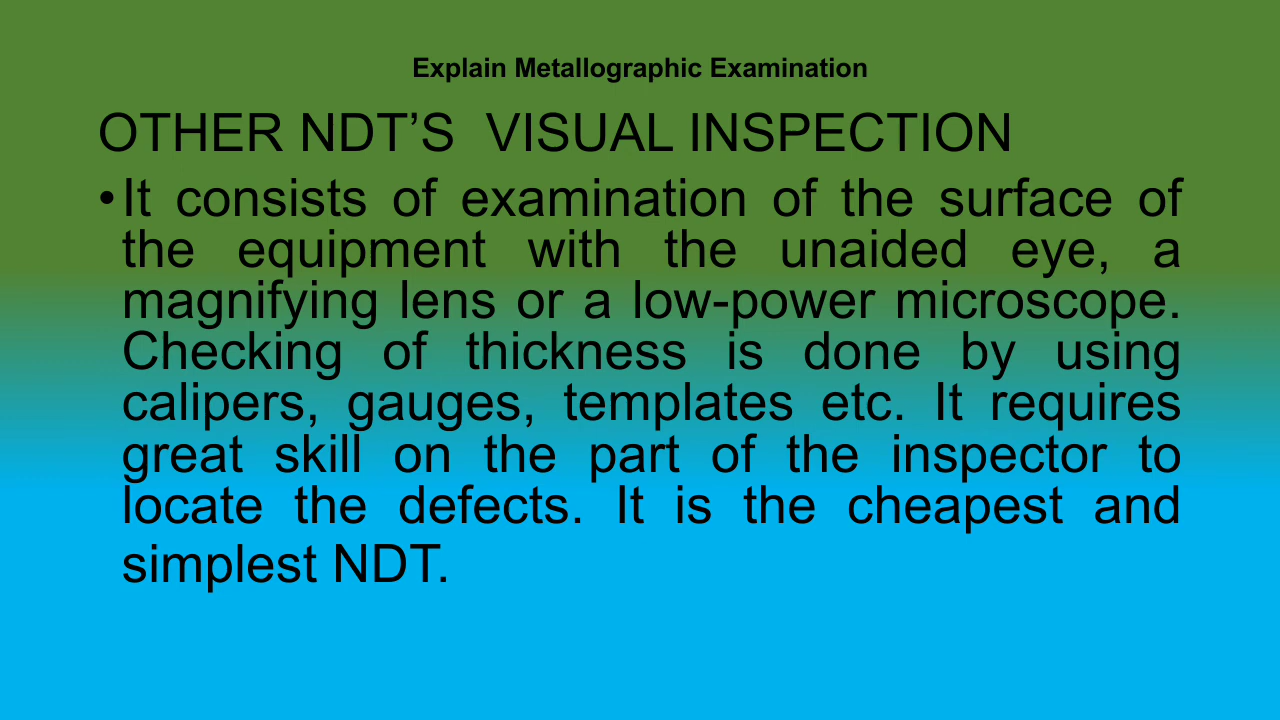 Explain Metallographic Examination
OTHER NDT’S  VISUAL INSPECTION
•It consists of examination of the surface of
the equipment with the unaided eye, a
magnifying lens or a low-power microscope.
Checking of thickness is done by using
calipers, gauges, templates etc. It requires
great skill on the part of the inspector to
locate the defects. It is the cheapest and
simplest NDT.